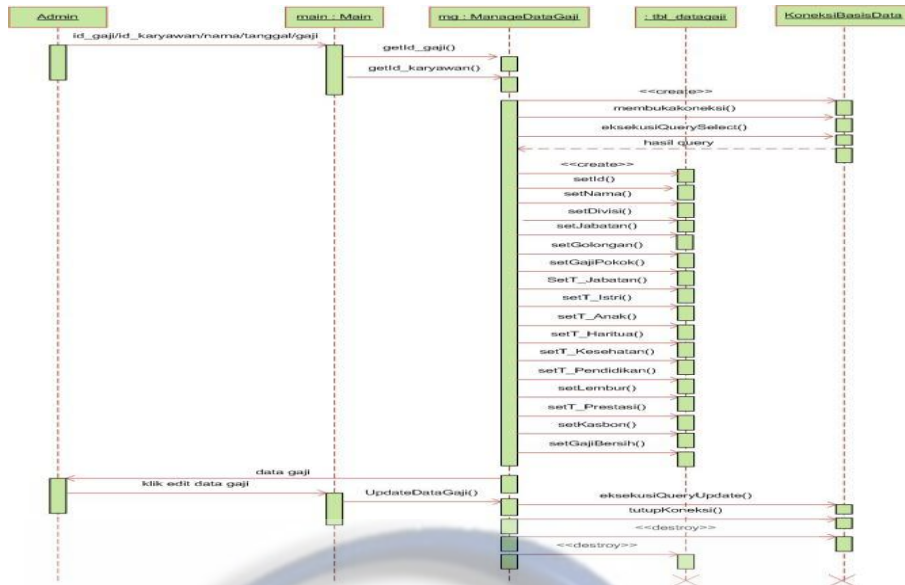 Admin
main : Main
mg : ManageDataGaji
: tbl_datagaji
KoneksiBasisData
id_gaji/id_karyawan/nama/tanggal/gaji
getId_gaji()
getId_karyawan()
<<create>>
membukakoneksi()
eksekusiQuerySelect()
hasil query
<<create>>
setId()
setNama()
setDivisi()
setJabatan()
setGolongan()
setGajiPokok()
SetT_Jabatan()
setT_Istri()
setT_Anak()
setT_Haritua()
setT_Kesehatan()
setT_Pendidikan()
setLembur()
setT_Prestasi()
setKasbon()
setGajiBersih()
data gaji
klik edit data gaji
UpdateDataGaji()
eksekusiQueryUpdate()
tutupKoneksi()
<<destroy>>
<<destroy>>